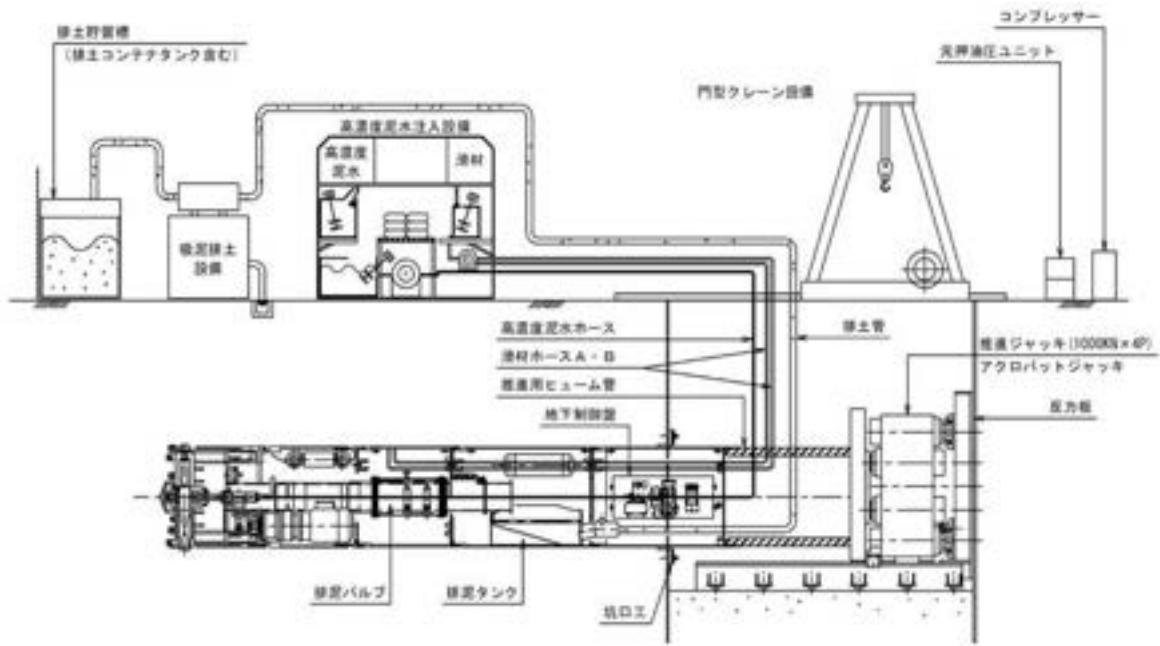 排土貯留槽
(排土コンテナタンク含む)
コンプレッサー
元押油圧ユニット
門型クレーン設備
高濃度泥水注入設備
高濃度
泥水
滑材
吸泥排土
設備
高濃度泥水ホース
滑材ホースA・B
推進用ヒューム管
地下制御盤
排土管
推進ジャッキ(1000KN×4P)
アクロバットジャッキ
反力板
排泥バルブ
排泥タンク
坑口工